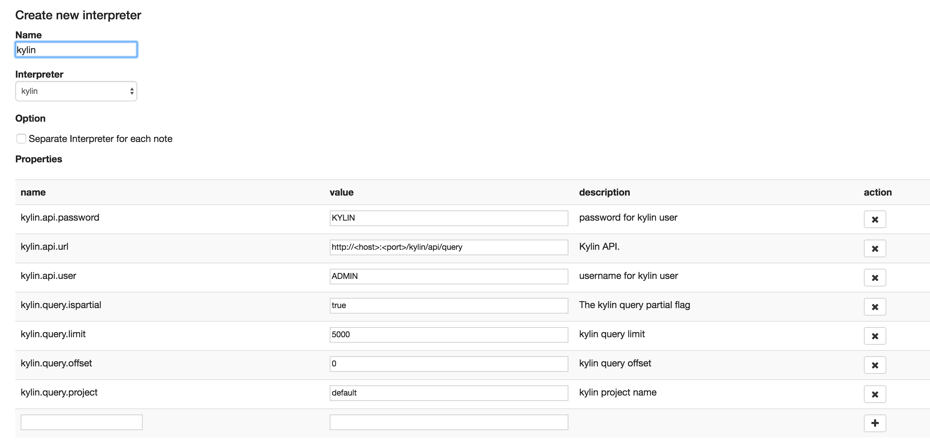 Create new interpreter
Name
kylin
Interpreter
kylin
Option
Separate Interpreter for each note
Properties
name value description action
kylin.api.password KYLIN password for kylin user
kylin.api.url http://<host>:<port>/kylin/api/query Kylin API.
kylin.api.user ADMIN username for kylin user
kylin.query.ispartial true The kylin query partial flag
kylin.query.limit 5000 kylin query limit
kylin.query.offset 0 kylin query offset
kylin.query.project default kylin project name